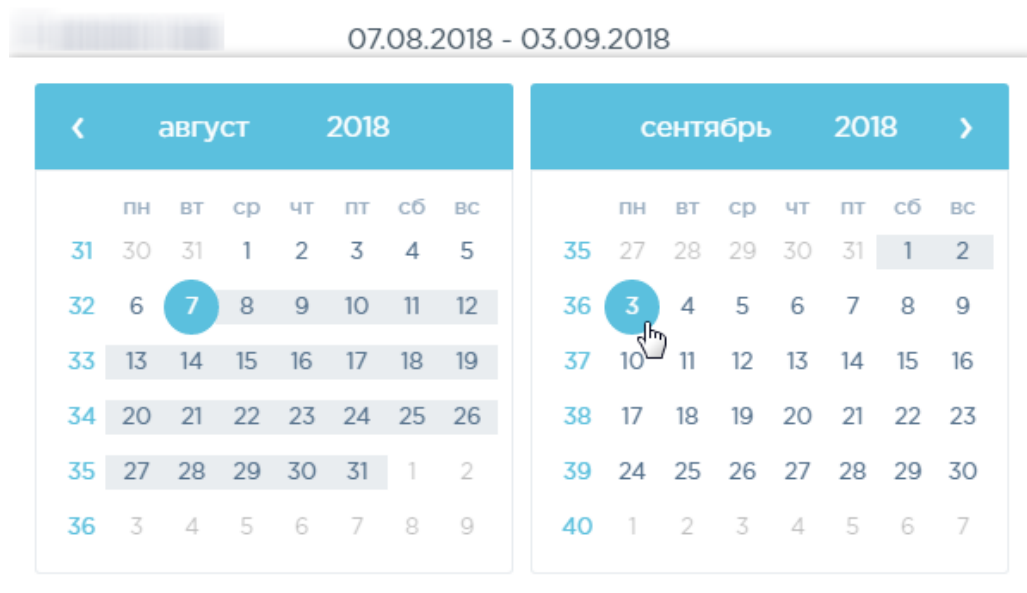 07.08.2018 - 03.09.2018
август 2018
пн вт ср чт пт сб вс
31 30 31 1 2 3 4 5
32 6 7 8 9 10 11 12
33 13 14 15 16 17 18 19
34 20 21 22 23 24 25 26
35 27 28 29 30 31 1 2
36 3 4 5 6 7 8 9
сентябрь 2018
пн вт ср чт пт сб вс
35 27 28 29 30 31 1 2
36 3 4 5 6 7 8 9
37 10 11 12 13 14 15 16
38 17 18 19 20 21 22 23
39 24 25 26 27 28 29 30
40 1 2 3 4 5 6 7